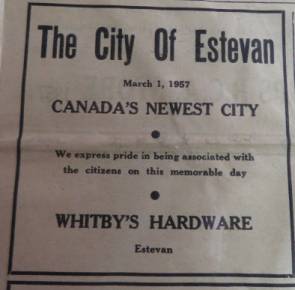 The City Of Estevan
March 1, 1957
CANADA'S NEWEST CITY
We express pride in being associated with
the citizens on this memorable day
WHITBY'S HARDWARE
Estevan